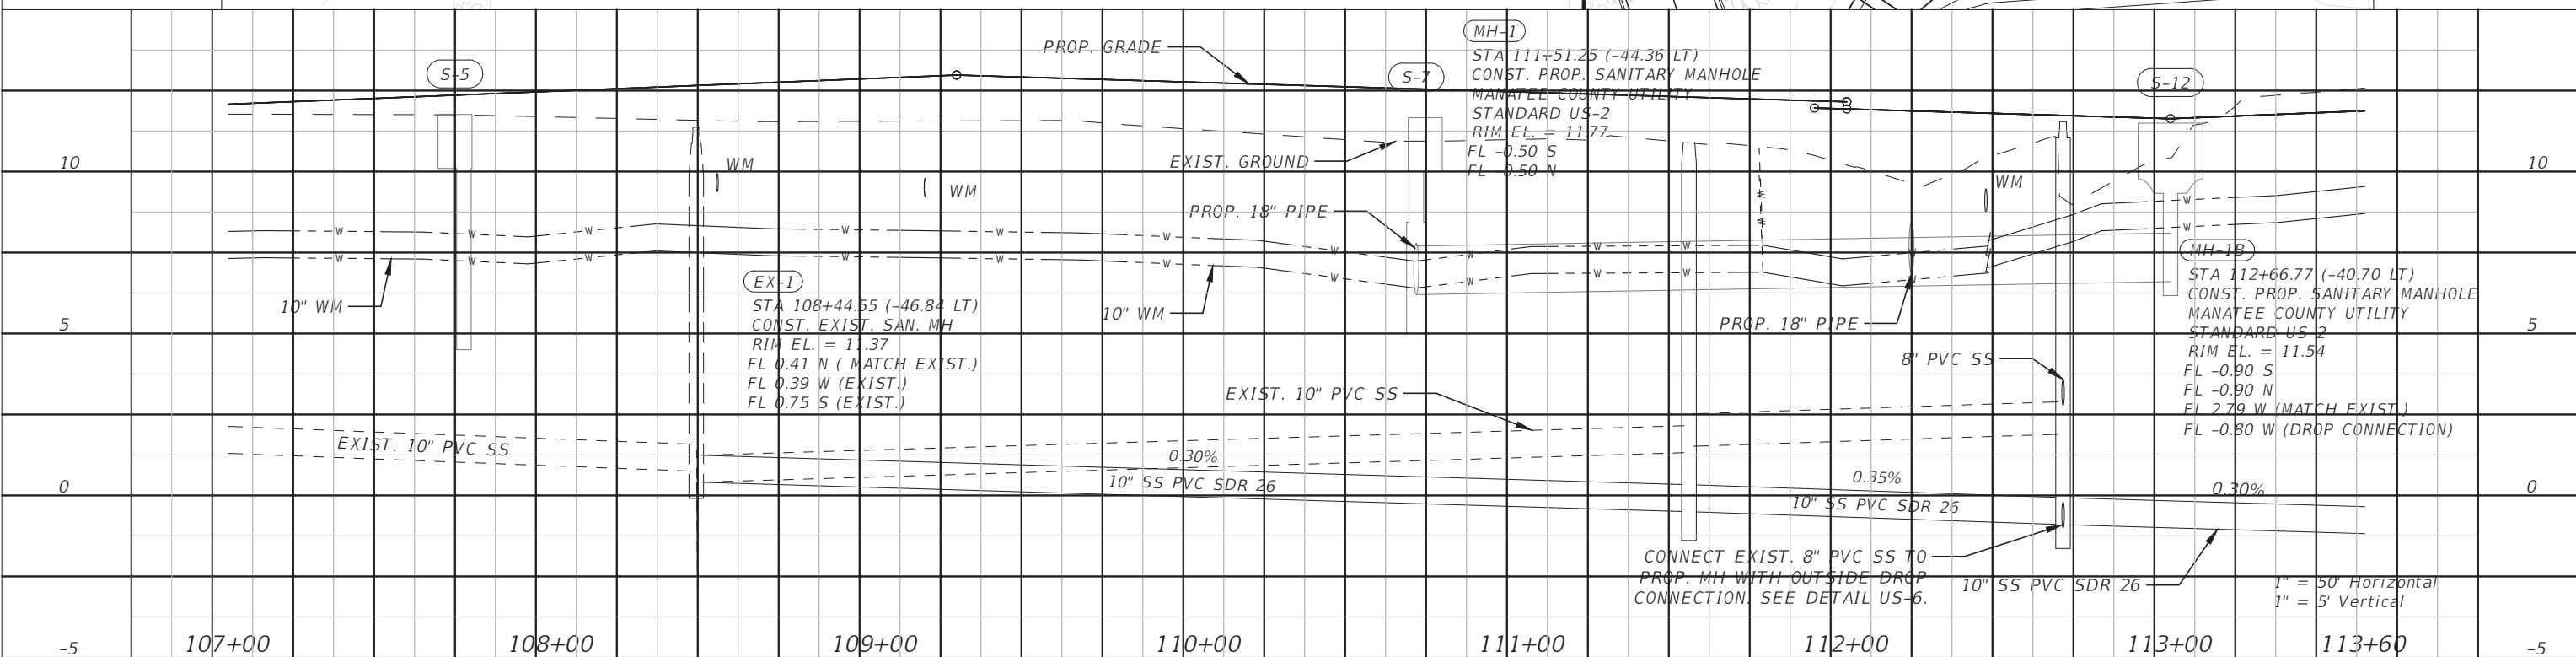 MH-1
PROP. GRADE
STA 111+51.25 (-44.36 LT)
S-5
S-7
CONST. PROP. SANITARY MANHOLE
S-12
MANATEE COUNTY UTILITY
STANDARD US-2
RIM EL. = 11.77
FL -0.50 S
FL -0.50 N
10
WM
EXIST. GROUND
WM
WM
10
PROP. 18" PIPE
W W W W W W W W W W W W
W W W W W W W W W W W W
MH-1B
STA 112+66.77 (-40.70 LT)
CONST. PROP. SANITARY MANHOLE
MANATEE COUNTY UTILITY
STANDARD US-2
RIM EL. = 11.54
FL -0.90 S
FL -0.90 N
FL 2.79 W (MATCH EXIST.)
FL -0.80 W (DROP CONNECTION)
EX-1
STA 108+44.55 (-46.84 LT)
CONST. EXIST. SAN. MH
RIM EL. = 11.37
FL 0.41 N ( MATCH EXIST.)
FL 0.39 W (EXIST.)
FL 0.75 S (EXIST.)
10" WM
10" WM
PROP. 18" PIPE
5
5
8" PVC SS
EXIST. 10" PVC SS
EXIST. 10" PVC SS
0.30%
10" SS PVC SDR 26
0.35%
10" SS PVC SDR 26
0.30%
0
0
CONNECT EXIST. 8" PVC SS TO
PROP. MH WITH OUTSIDE DROP
CONNECTION. SEE DETAIL US-6.
10" SS PVC SDR 26
1" = 50' Horizontal
1" = 5' Vertical
-5
107+00
108+00
109+00
110+00
111+00
112+00
113+00
113+60
-5